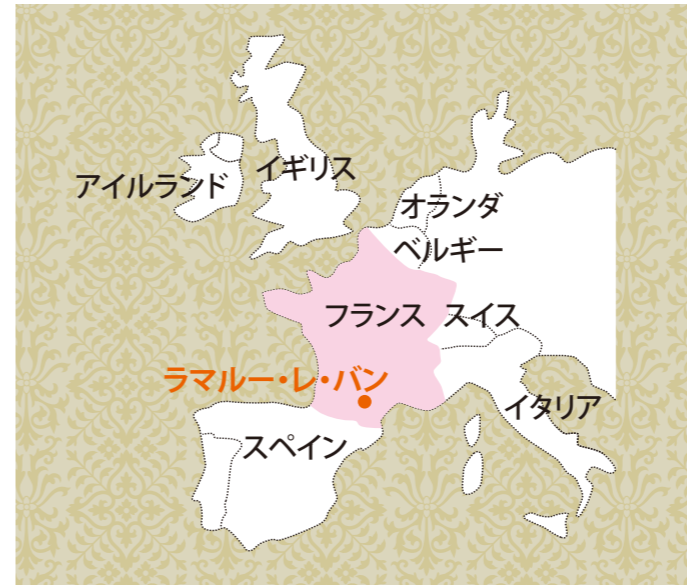 イギリス
アイルランド
オランダ
ベルギー
フランス
スイス
ラマルー・レ・バン
イタリア
スペイン